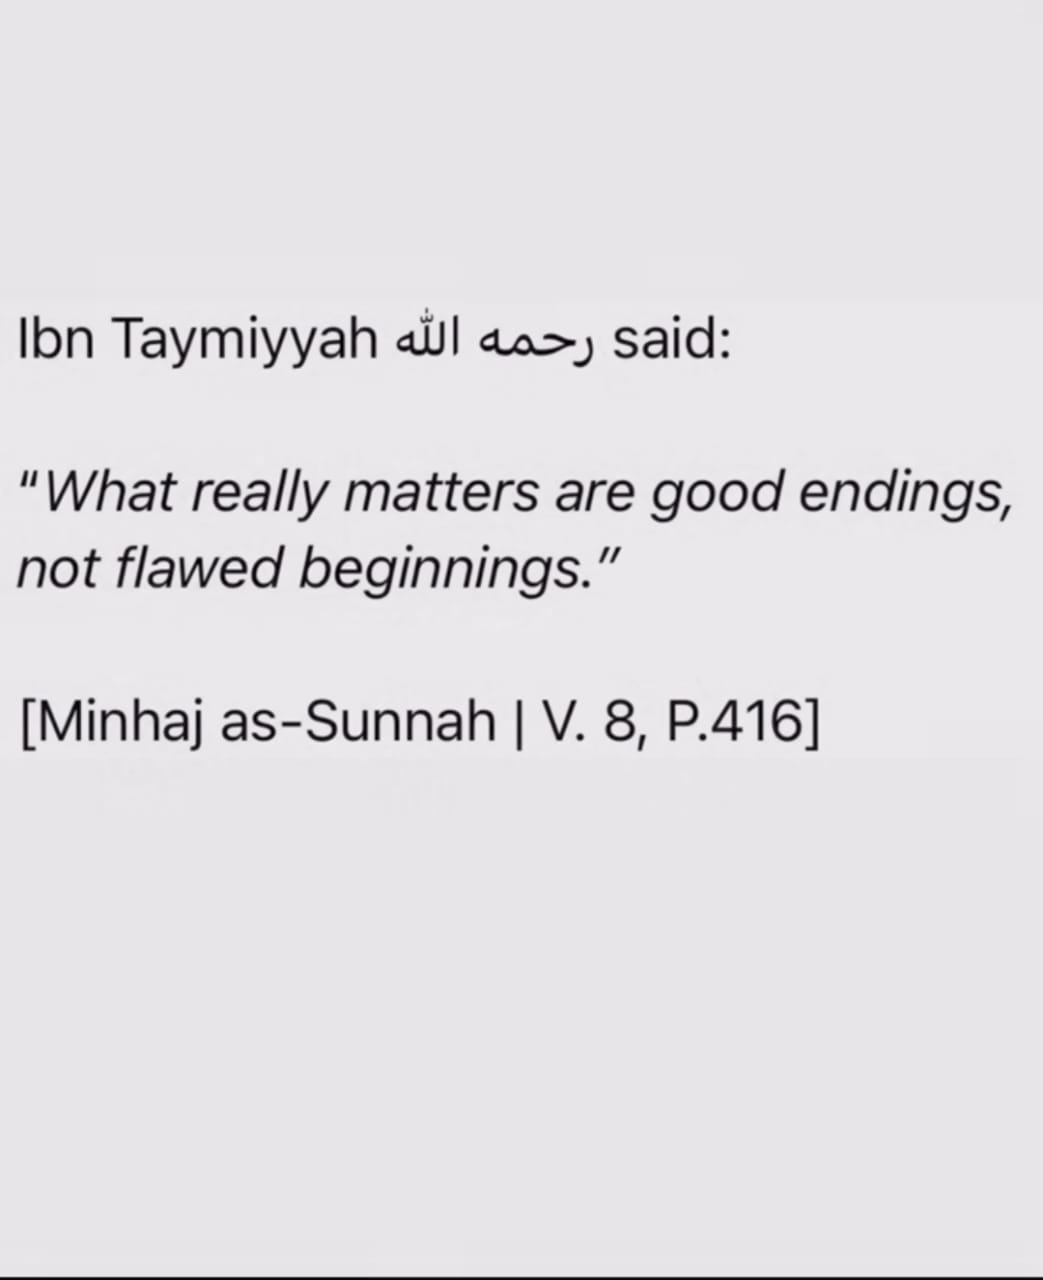 Ibn Taymiyyah رحمه الله said:
“What really matters are good endings,
not flawed beginnings.”
[Minhaj as-Sunnah | V. 8, P.416]